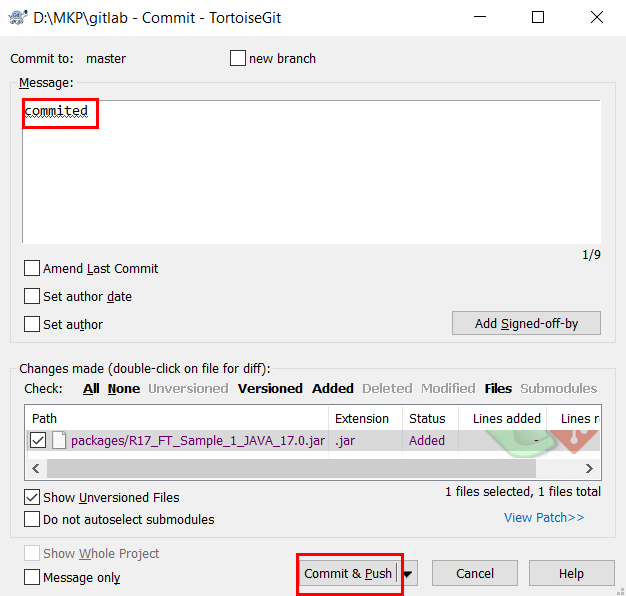 D:\MKP\gitlab - Commit - TortoiseGit
Commit to: master new branch
Message:
commited
1/9
Amend Last Commit
Set author date
Set author
Add Signed-off-by
Changes made (double-click on file for diff):
Check: All None Unversioned Versioned Added Deleted Modified Files Submodules
Path Extension Status Lines added Lines r
packages/R17_FT_Sample_1_JAVA_17.0.jar .jar Added -
Show Unversioned Files
1 files selected, 1 files total
Do not autoselect submodules
View Patch>>
Show Whole Project
Message only
Commit & Push Cancel Help